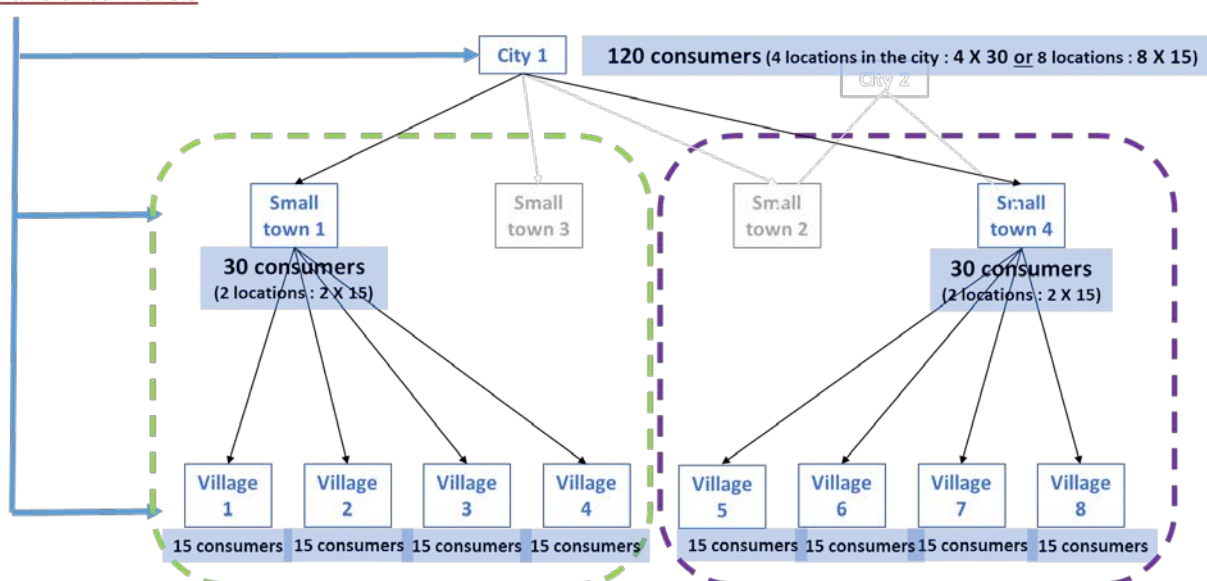 City 1
120 consumers (4 locations in the city : 4 X 30 or 8 locations : 8 X 15)
City 2
Small
town 1
Small
town 3
Small
town 2
Small
town 4
30 consumers
(2 locations : 2 X 15)
30 consumers
(2 locations : 2 X 15)
Village
1
Village
2
Village
3
Village
4
Village
5
Village
6
Village
7
Village
8
15 consumers
15 consumers
15 consumers
15 consumers
15 consumers
15 consumers
15 consumers
15 consumers